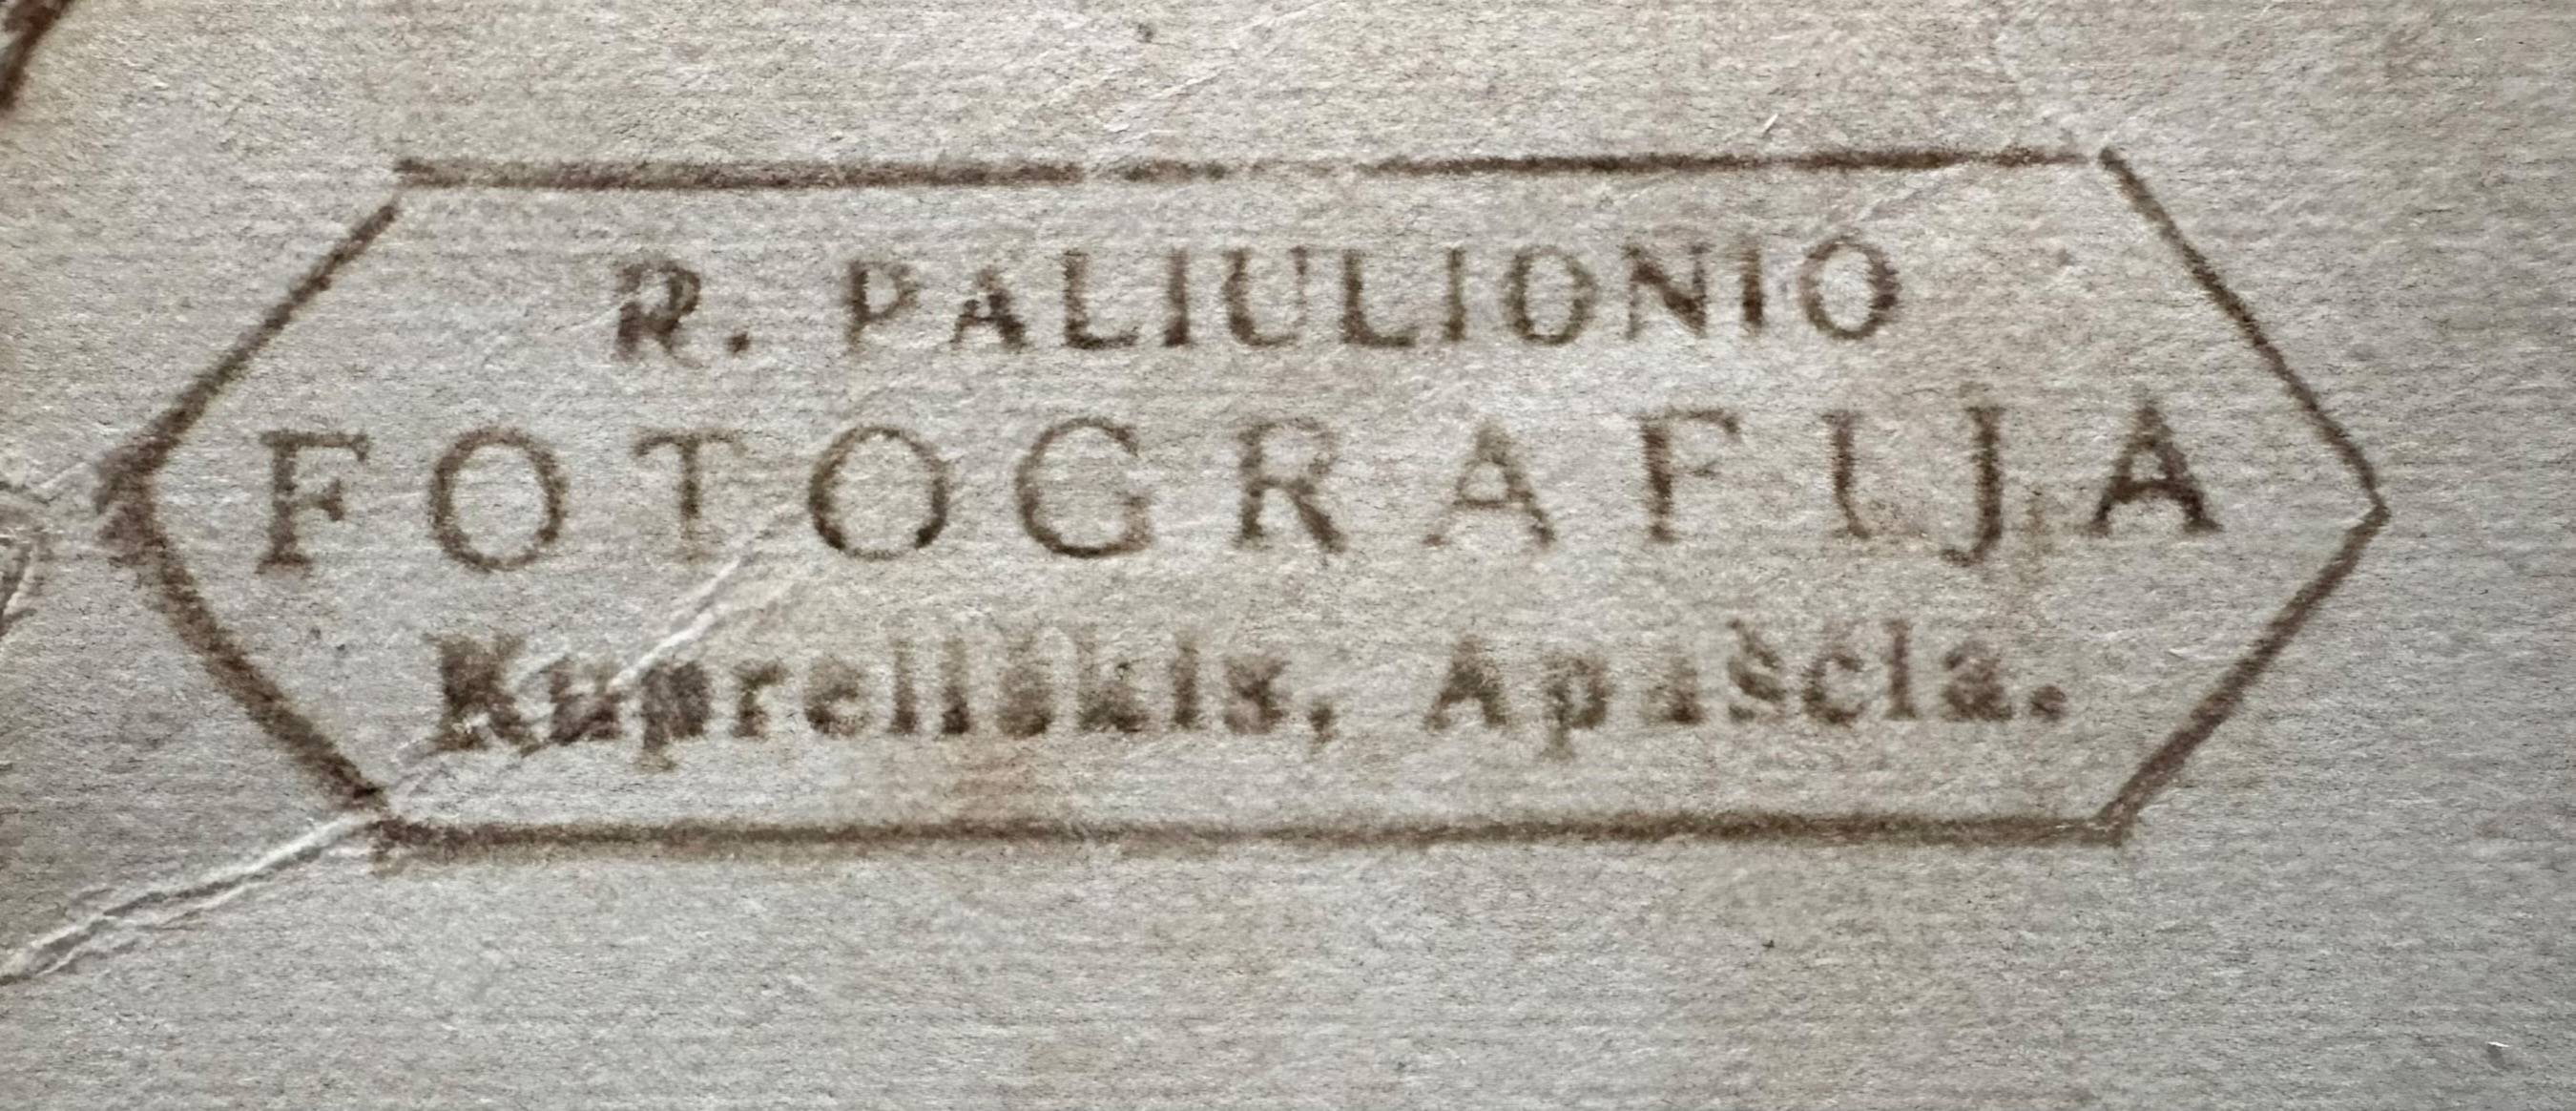 R. PALIULIONIO
FOTOGRAFIJA
Kupreliškis, Apaščia.